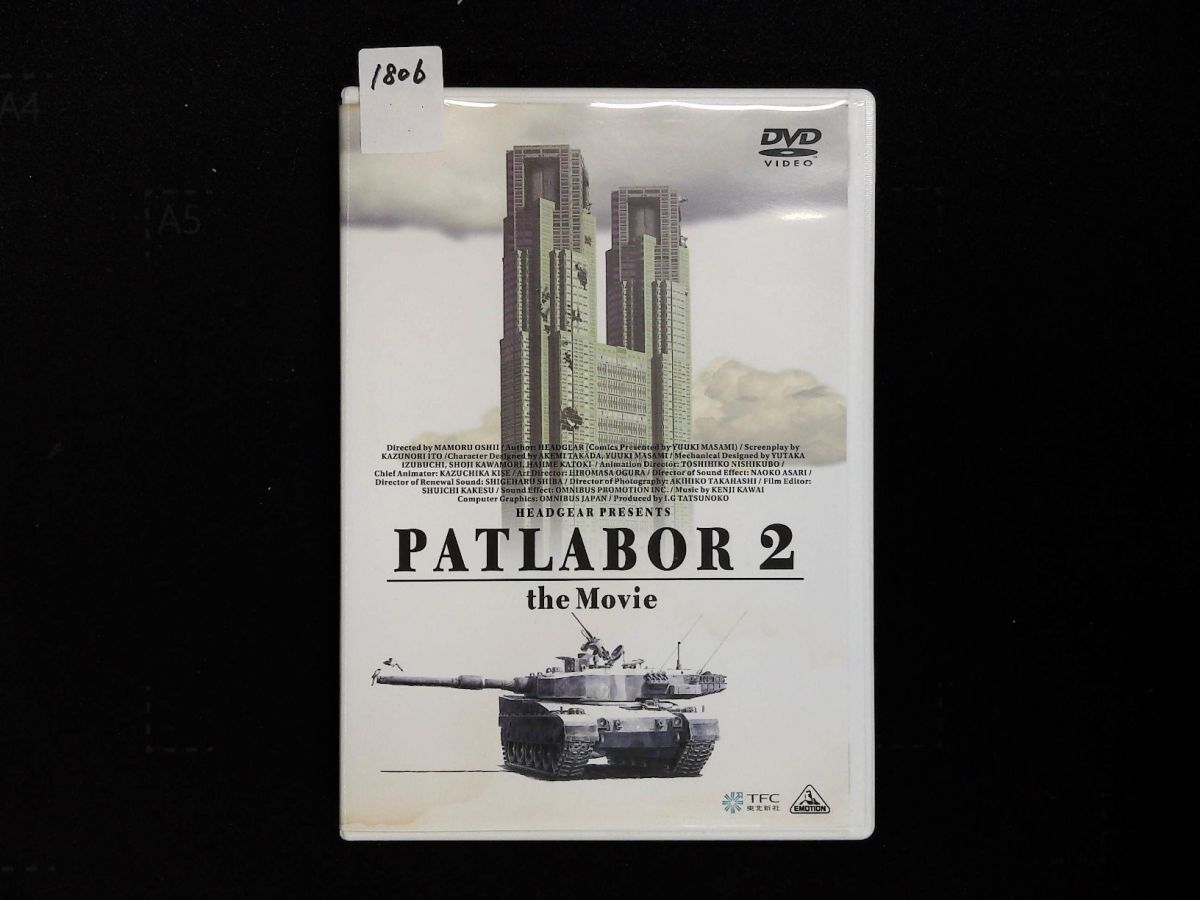 1806
A4
A5
DVD
VIDEO
Directed by MAMORU OSHII / Author: HEADGEAR (Comics Presented by YUUKI MASAMI) / Screenplay by
KAZUNORI ITO / Character Designed by AKEMI TAKADA, YUUKI MASAMI / Mechanical Designed by YUTAKA
IZUBUCHI, SHOJI KAWAMORI, HAJIME KATOKI / Animation Director: TOSHIHIKO NISHIKUBO /
Chief Animator: KAZUCHIKA KISE / Art Director: HIROMASA OGURA / Director of Sound Effect: NAOKO ASARI /
Director of Renewal Sound: SHIGEHARU SHIBA / Director of Photography: AKIHIKO TAKAHASHI / Film Editor:
SHUICHI KAKESU / Sound Effect: OMNIBUS PROMOTION INC. / Music by KENJI KAWAI
Computer Graphics: OMNIBUS JAPAN / Produced by I.G TATSUNOKO
HEADGEAR PRESENTS
PATLABOR 2
the Movie
TFC
東北新社
EMOTION